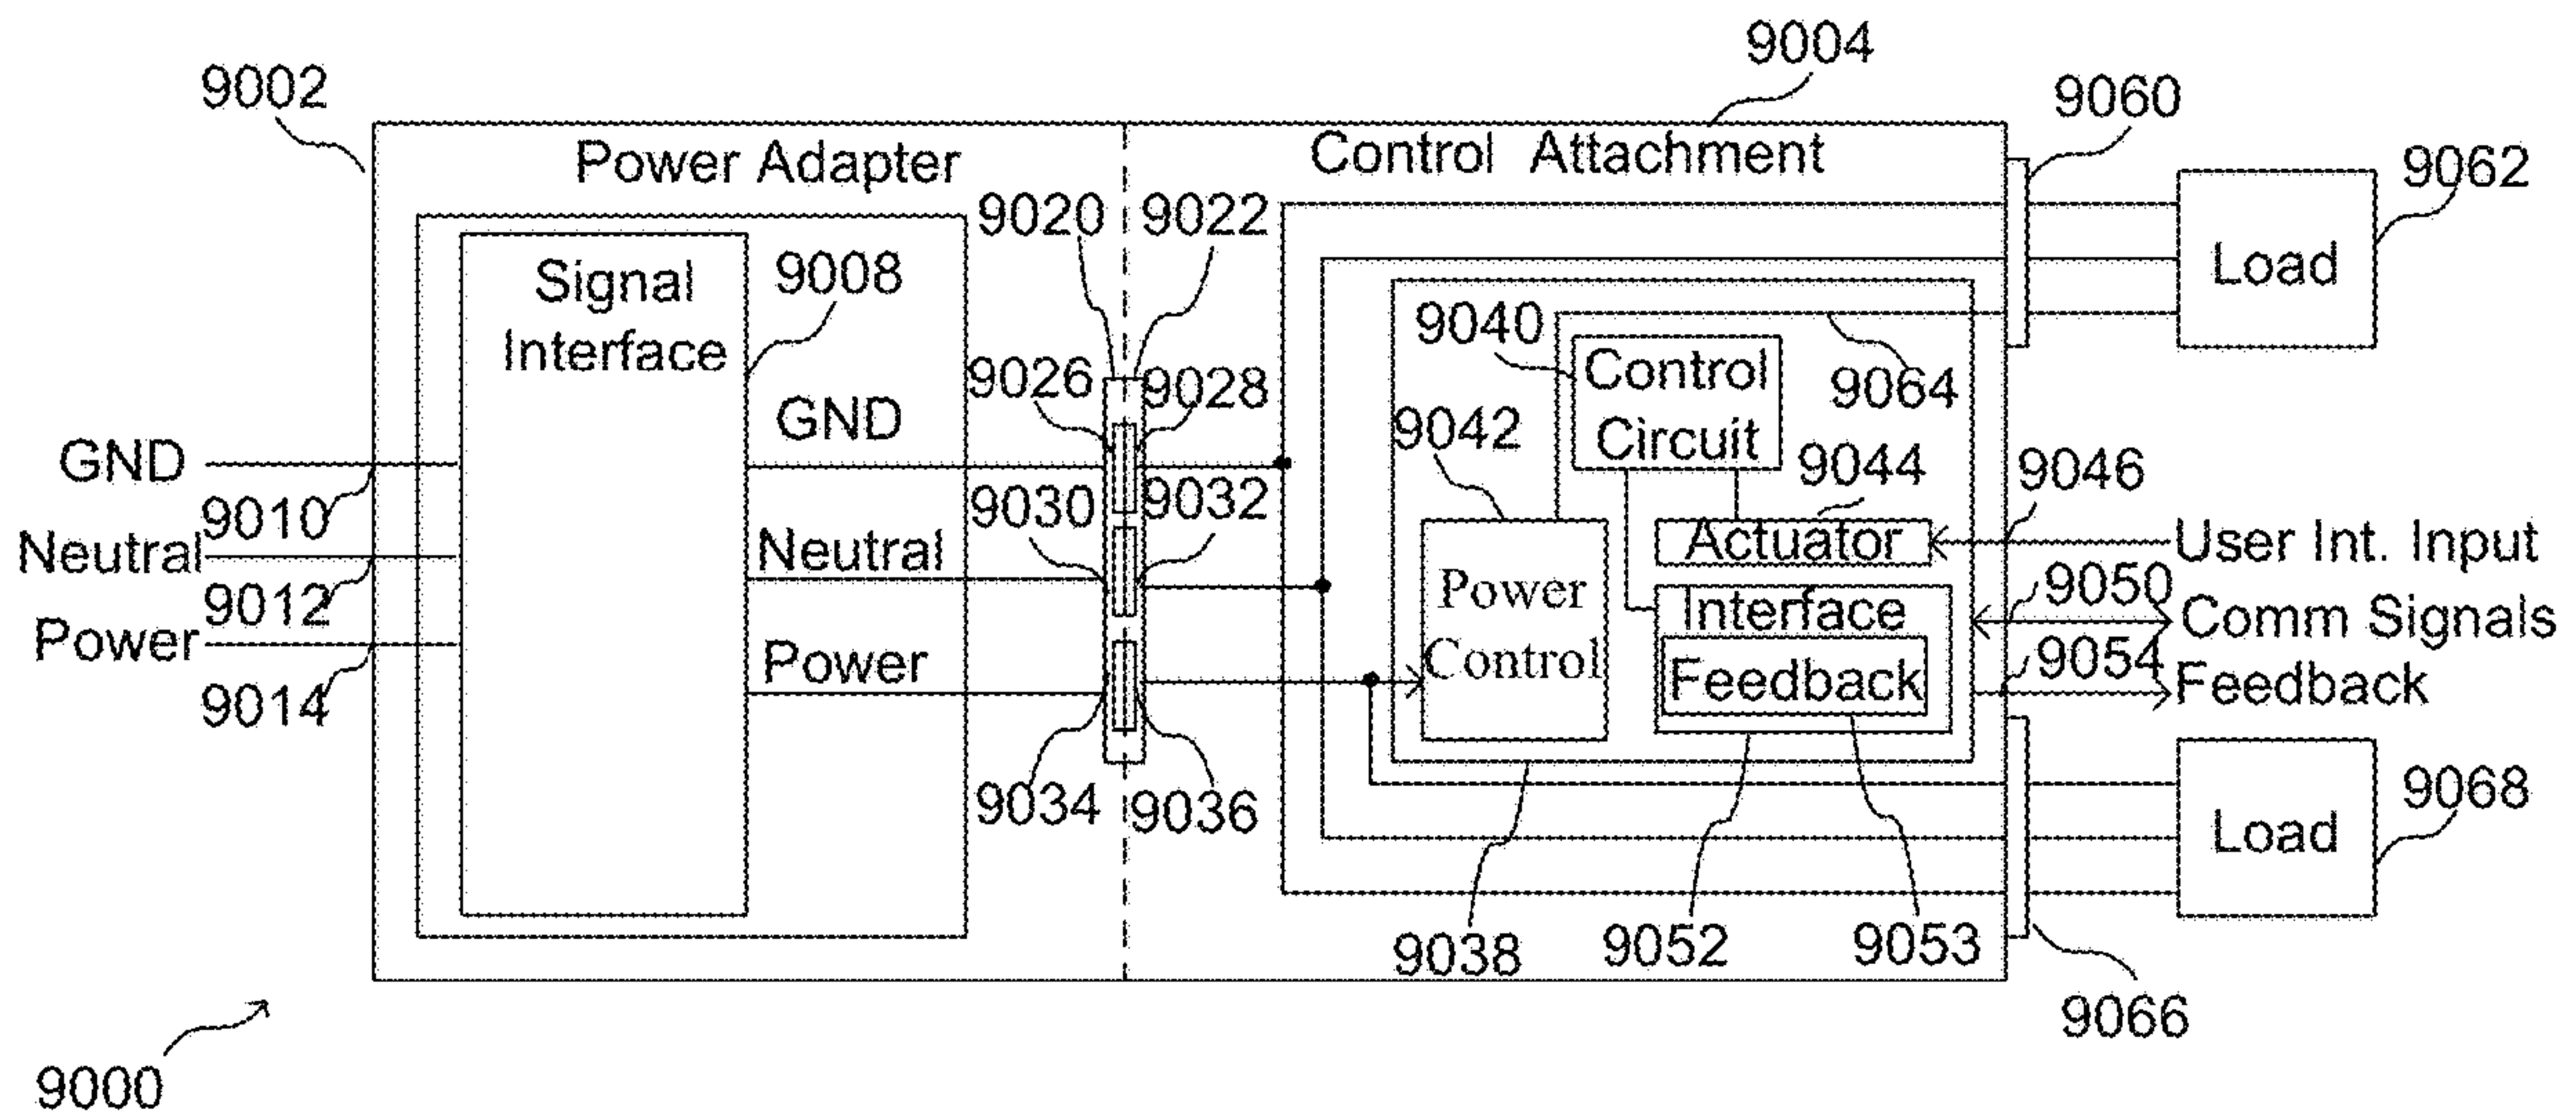 9004
9002
9060
Power Adapter
Control Attachment
9062
9020
9022
Signal
Interface
9008
Load
9040
Control
Circuit
9064
9026
9028
GND
9042
GND
9044
9046
9010
9030
9032
Neutral
Neutral
Actuator
User Int. Input
9012
Power
Control
Interface
9050
Comm Signals
Power
Power
Feedback
9054
Feedback
9014
9034
9036
9068
Load
9038
9052
9053
9066
9000